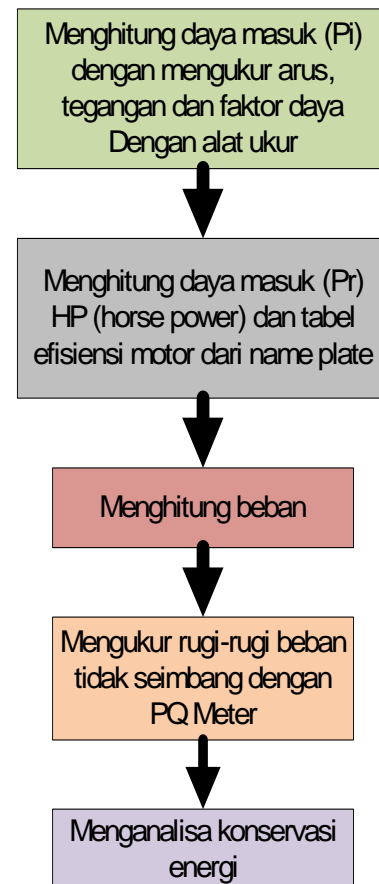 Menghitung daya masuk (Pi)
dengan mengukur arus,
tegangan dan faktor daya
Dengan alat ukur
Menghitung daya masuk (Pr)
HP (horse power) dan tabel
efisiensi motor dari name plate
Menghitung beban
Mengukur rugi-rugi beban
tidak seimbang dengan
PQ Meter
Menganalisa konservasi
energi